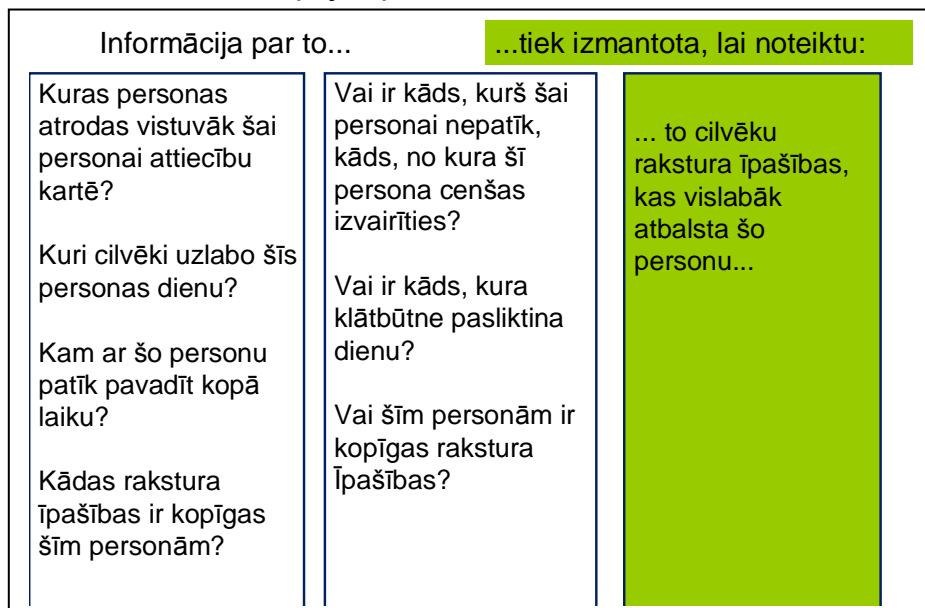 Informācija par to...
...tiek izmantota, lai noteiktu:
Kuras personas
atrodas vistuvāk šai
personai attiecību
kartē?
Kuri cilvēki uzlabo šīs
personas dienu?
Kam ar šo personu
patīk pavadīt kopā
laiku?
Kādas rakstura
īpašības ir kopīgas
šīm personām?
Vai ir kāds, kurš šai
personai nepatīk,
kāds, no kura šī
persona cenšas
izvairīties?
Vai ir kāds, kura
klātbūtne pasliktina
dienu?
Vai šīm personām ir
kopīgas rakstura
Īpašības?
... to cilvēku
rakstura īpašības,
kas vislabāk
atbalsta šo
personu...